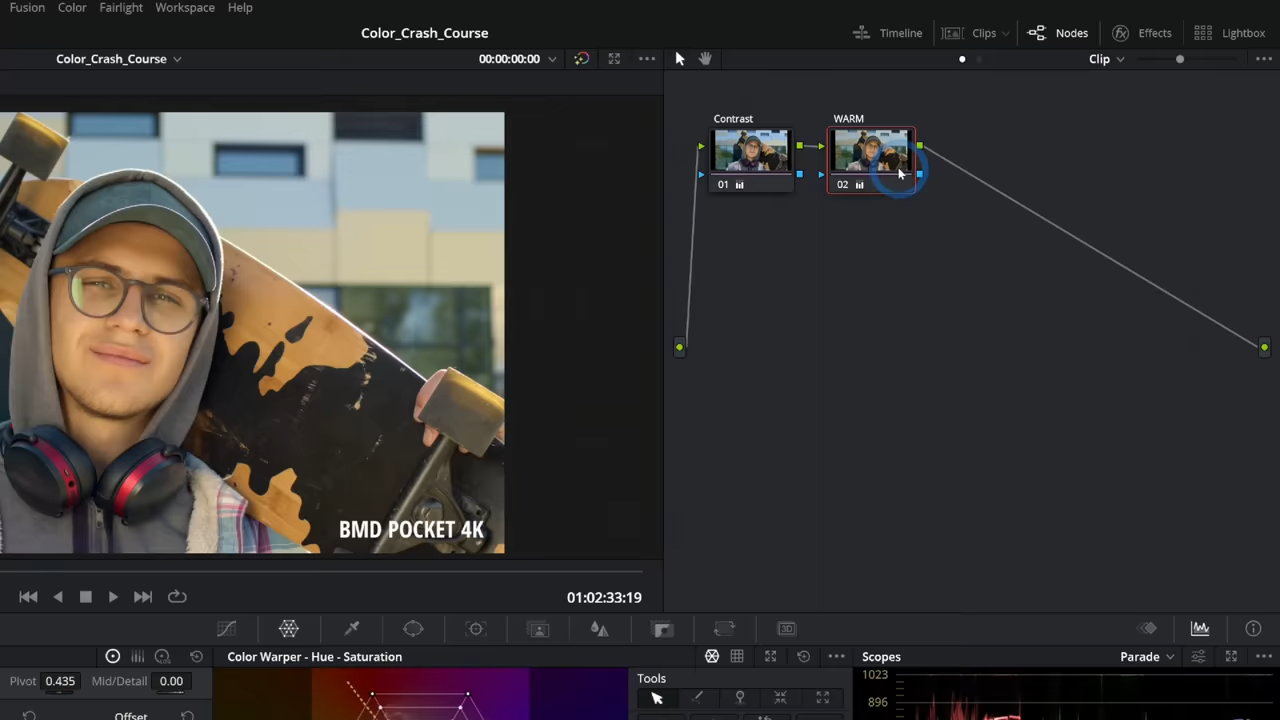 Fusion Color Fairlight Workspace Help
Color_Crash_Course
Timeline Clips Nodes Effects Lightbox
Color_Crash_Course 00:00:00:00 Clip
Contrast WARM
01 02
BMD POCKET 4K
01:02:33:19
3D
Color Warper - Hue - Saturation Scopes Parade
Pivot 0.435 Mid/Detail 0.00 Tools 1023
896
Offset